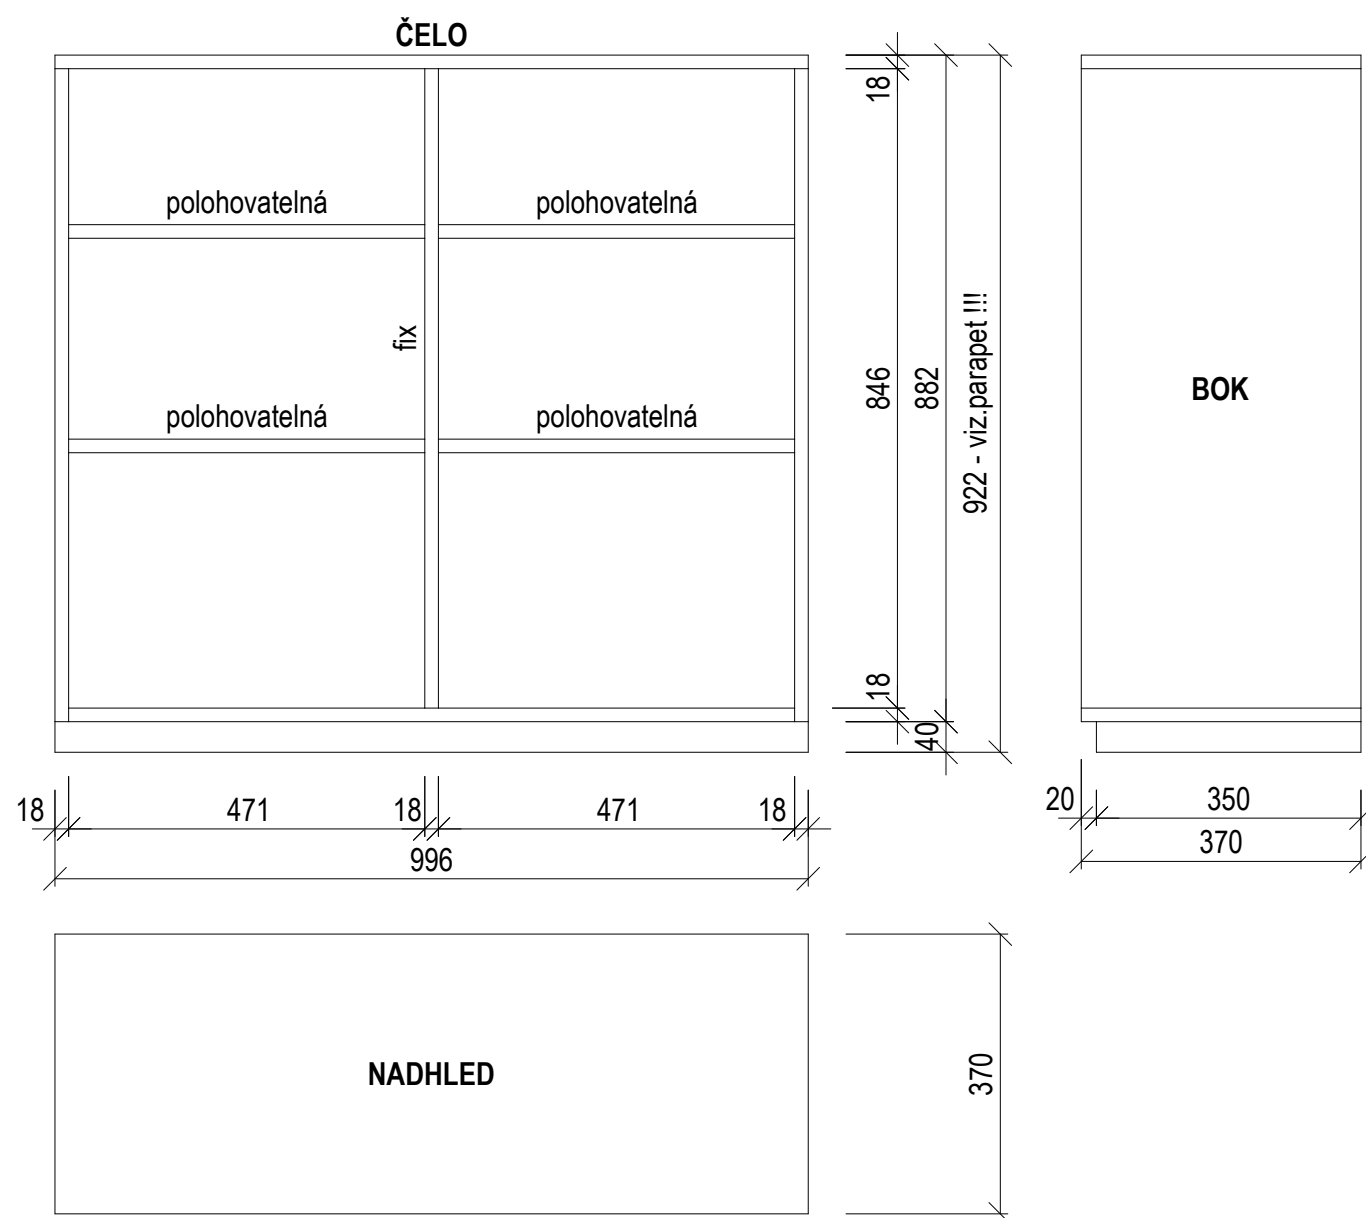 ČELO
polohovatelná
polohovatelná
fix
polohovatelná
polohovatelná
18
846
18
882
40
922 - viz.parapet !!!
BOK
18
471
18
471
18
996
20
350
370
NADHLED
370